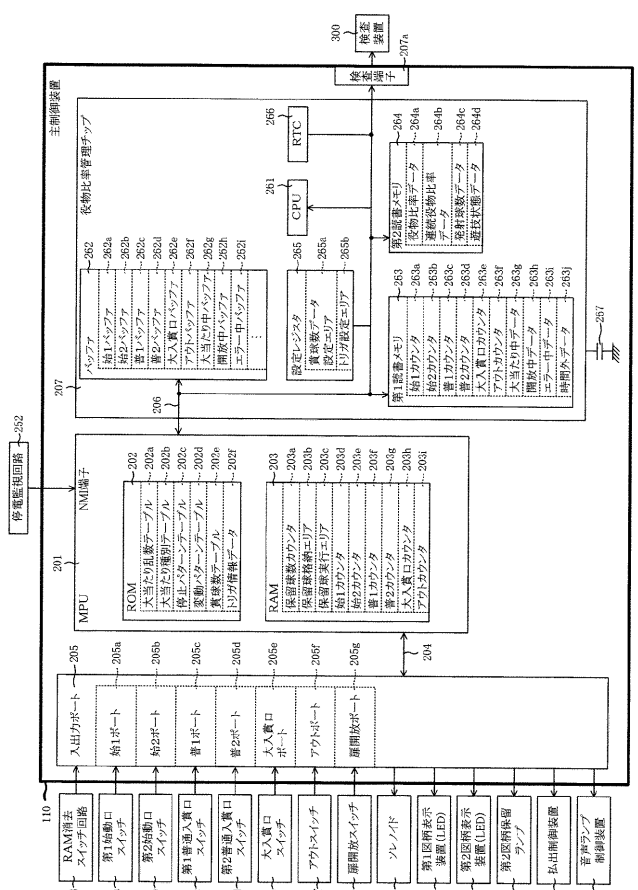 110
主制御装置
RAM消去
スイッチ回路
第1始動口
スイッチ
第2始動口
スイッチ
第1普通入賞口
スイッチ
第2普通入賞口
スイッチ
大入賞口
スイッチ
アウトスイッチ
扉開放スイッチ
ソレノイド
第1図柄表示
装置(LED)
第2図柄表示
装置(LED)
第2図柄保留
ランプ
払出制御装置
音声ランプ
制御装置
入出力ポート
205
始1ポート
205a
始2ポート
205b
普1ポート
205c
普2ポート
205d
大入賞口
ポート
205e
アウトポート
205f
扉開放ポート
205g
204
停電監視回路
252
201
MPU
NMI端子
ROM
202
大当たり乱数テーブル
202a
大当たり種別テーブル
202b
停止パターンテーブル
202c
変動パターンテーブル
202d
賞球数テーブル
202e
トリガ情報データ
202f
RAM
203
保留球数カウンタ
203a
保留球格納エリア
203b
保留球実行エリア
203c
始1カウンタ
203d
始2カウンタ
203e
普1カウンタ
203f
普2カウンタ
203g
大入賞口カウンタ
203h
アウトカウンタ
203i
206
207
役物比率管理チップ
バッファ
262
始1バッファ
262a
始2バッファ
262b
普1バッファ
262c
普2バッファ
262d
大入賞口バッファ
262e
アウトバッファ
262f
大当たり中バッファ
262g
開放中バッファ
262h
エラー中バッファ
262i
⋮
CPU
261
RTC
266
設定レジスタ
265
賞球数データ
設定エリア
265a
トリガ設定エリア
265b
第1読書メモリ
263
始1カウンタ
263a
始2カウンタ
263b
普1カウンタ
263c
普2カウンタ
263d
大入賞口カウンタ
263e
アウトカウンタ
263f
大当たり中データ
263g
開放中データ
263h
エラー中データ
263i
時間外データ
263j
第2読書メモリ
264
役物比率データ
264a
連続役物比率
データ
264b
発射球数データ
264c
遊技状態データ
264d
257
検査端子
207a
検査
装置
300